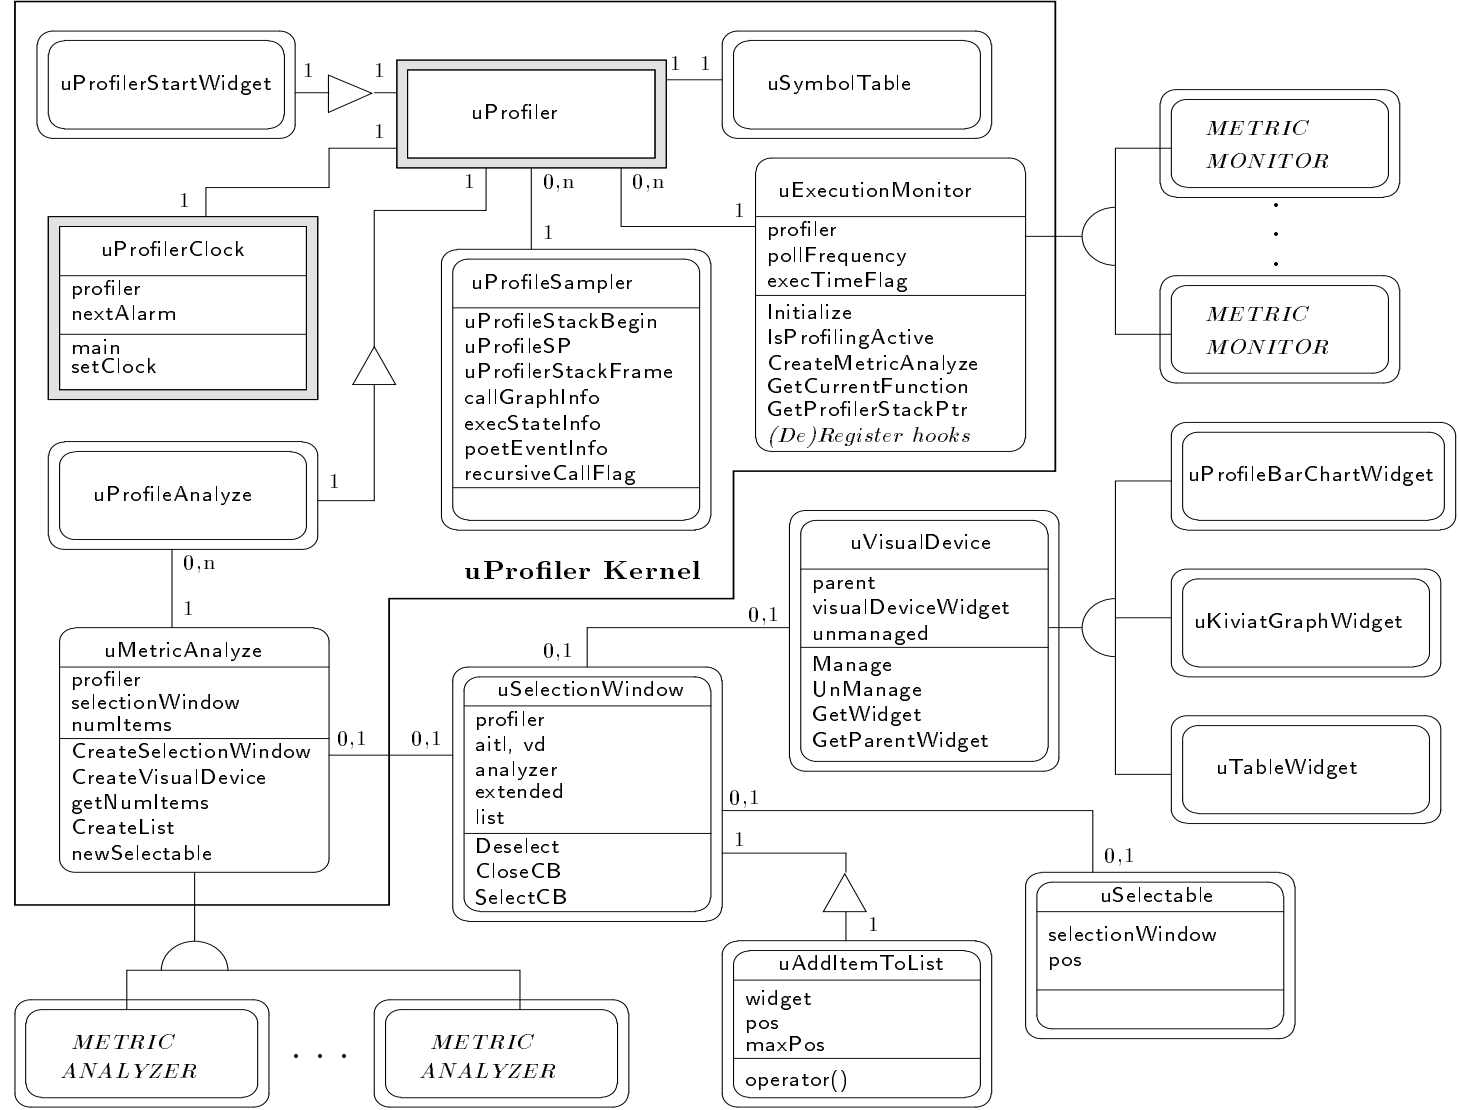 uProfilerStartWidget
1
1
uProfiler
1
1
uSymbolTable
1
1
uProfilerClock
profiler
nextAlarm
main
setClock
1
0,n
0,n
1
1
uProfileSampler
uProfileStackBegin
uProfileSP
uProfilerStackFrame
callGraphInfo
execStateInfo
poetEventInfo
recursiveCallFlag
uExecutionMonitor
profiler
pollFrequency
execTimeFlag
Initialize
IsProfilingActive
CreateMetricAnalyze
GetCurrentFunction
GetProfilerStackPtr
(De)Register hooks
METRIC
MONITOR
. . .
METRIC
MONITOR
uProfileAnalyze
1
0,n
1
uProfiler Kernel
uMetricAnalyze
profiler
selectionWindow
numItems
CreateSelectionWindow
CreateVisualDevice
getNumItems
CreateList
newSelectable
0,1
0,1
uSelectionWindow
profiler
aitl, vd
analyzer
extended
list
Deselect
CloseCB
SelectCB
0,1
0,1
uVisualDevice
parent
visualDeviceWidget
unmanaged
Manage
UnManage
GetWidget
GetParentWidget
uProfileBarChartWidget
uKiviatGraphWidget
uTableWidget
0,1
0,1
1
1
uSelectable
selectionWindow
pos
uAddItemToList
widget
pos
maxPos
operator()
METRIC
ANALYZER
. . .
METRIC
ANALYZER